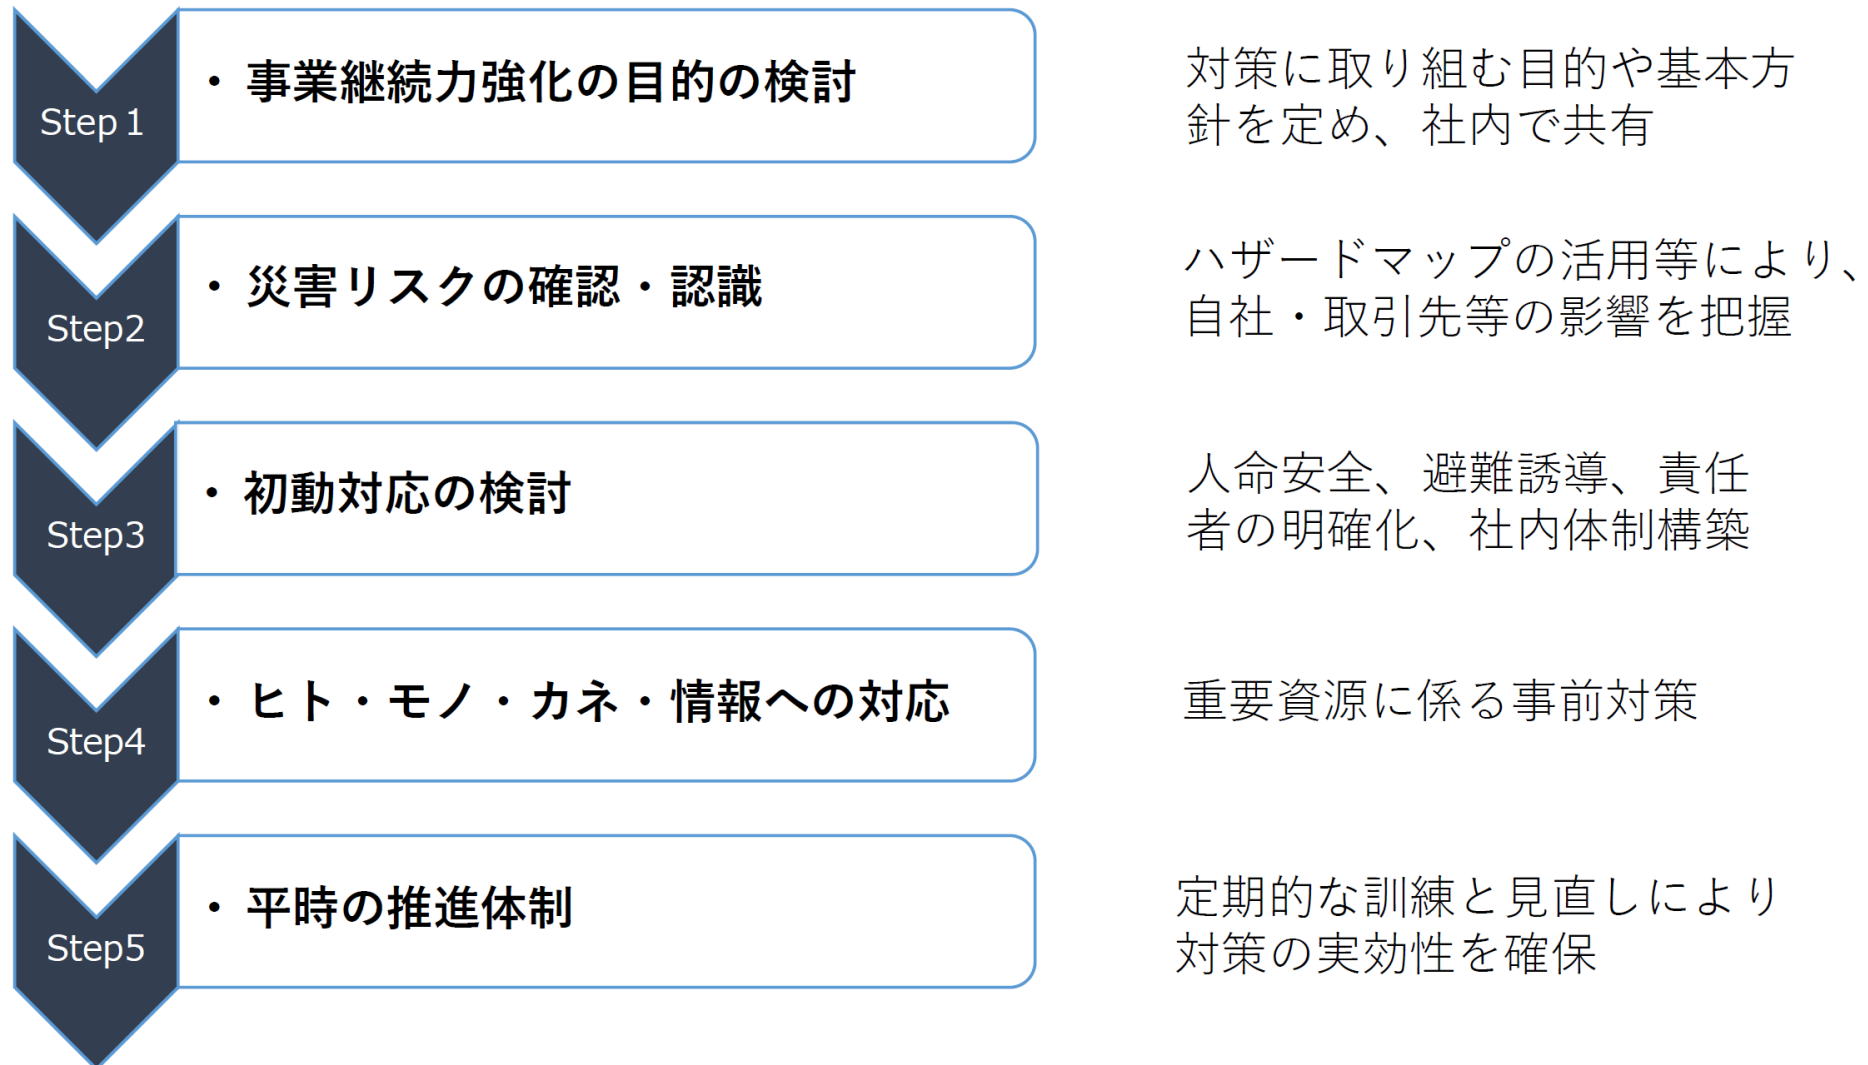 Step 1
・ 事業継続力強化の目的の検討
対策に取り組む目的や基本方
針を定め、社内で共有
Step2
・ 災害リスクの確認・認識
ハザードマップの活用等により、
自社・取引先等の影響を把握
Step3
・ 初動対応の検討
人命安全、避難誘導、責任
者の明確化、社内体制構築
Step4
・ ヒト・モノ・カネ・情報への対応
重要資源に係る事前対策
Step5
・ 平時の推進体制
定期的な訓練と見直しにより
対策の実効性を確保